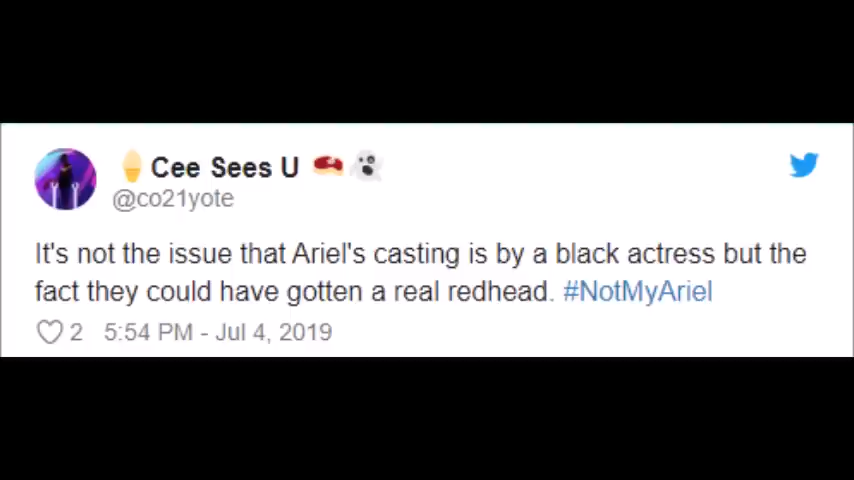 Cee Sees U
@co21yote
It's not the issue that Ariel's casting is by a black actress but the
fact they could have gotten a real redhead. #NotMyAriel
2 5:54 PM - Jul 4, 2019